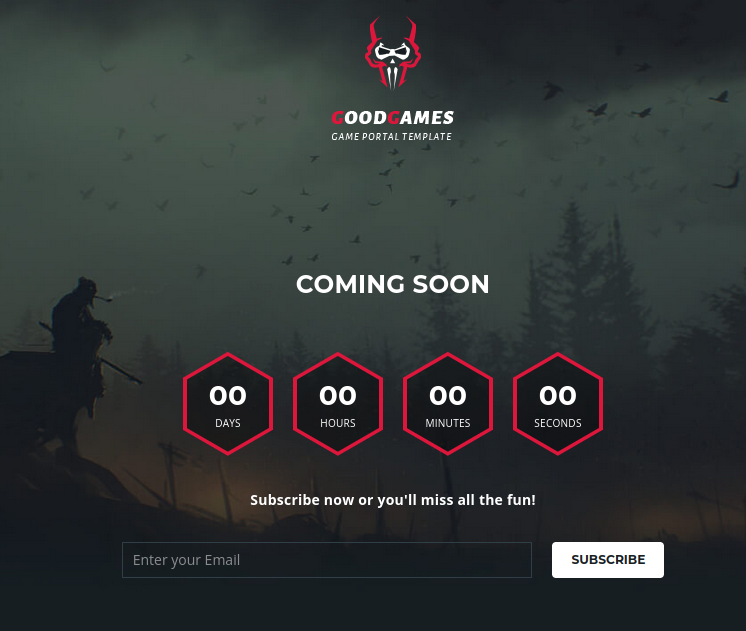 GOODGAMES
GAME PORTAL TEMPLATE
COMING SOON
00 00 00 00
DAYS HOURS MINUTES SECONDS
Subscribe now or you'll miss all the fun!
Enter your Email SUBSCRIBE